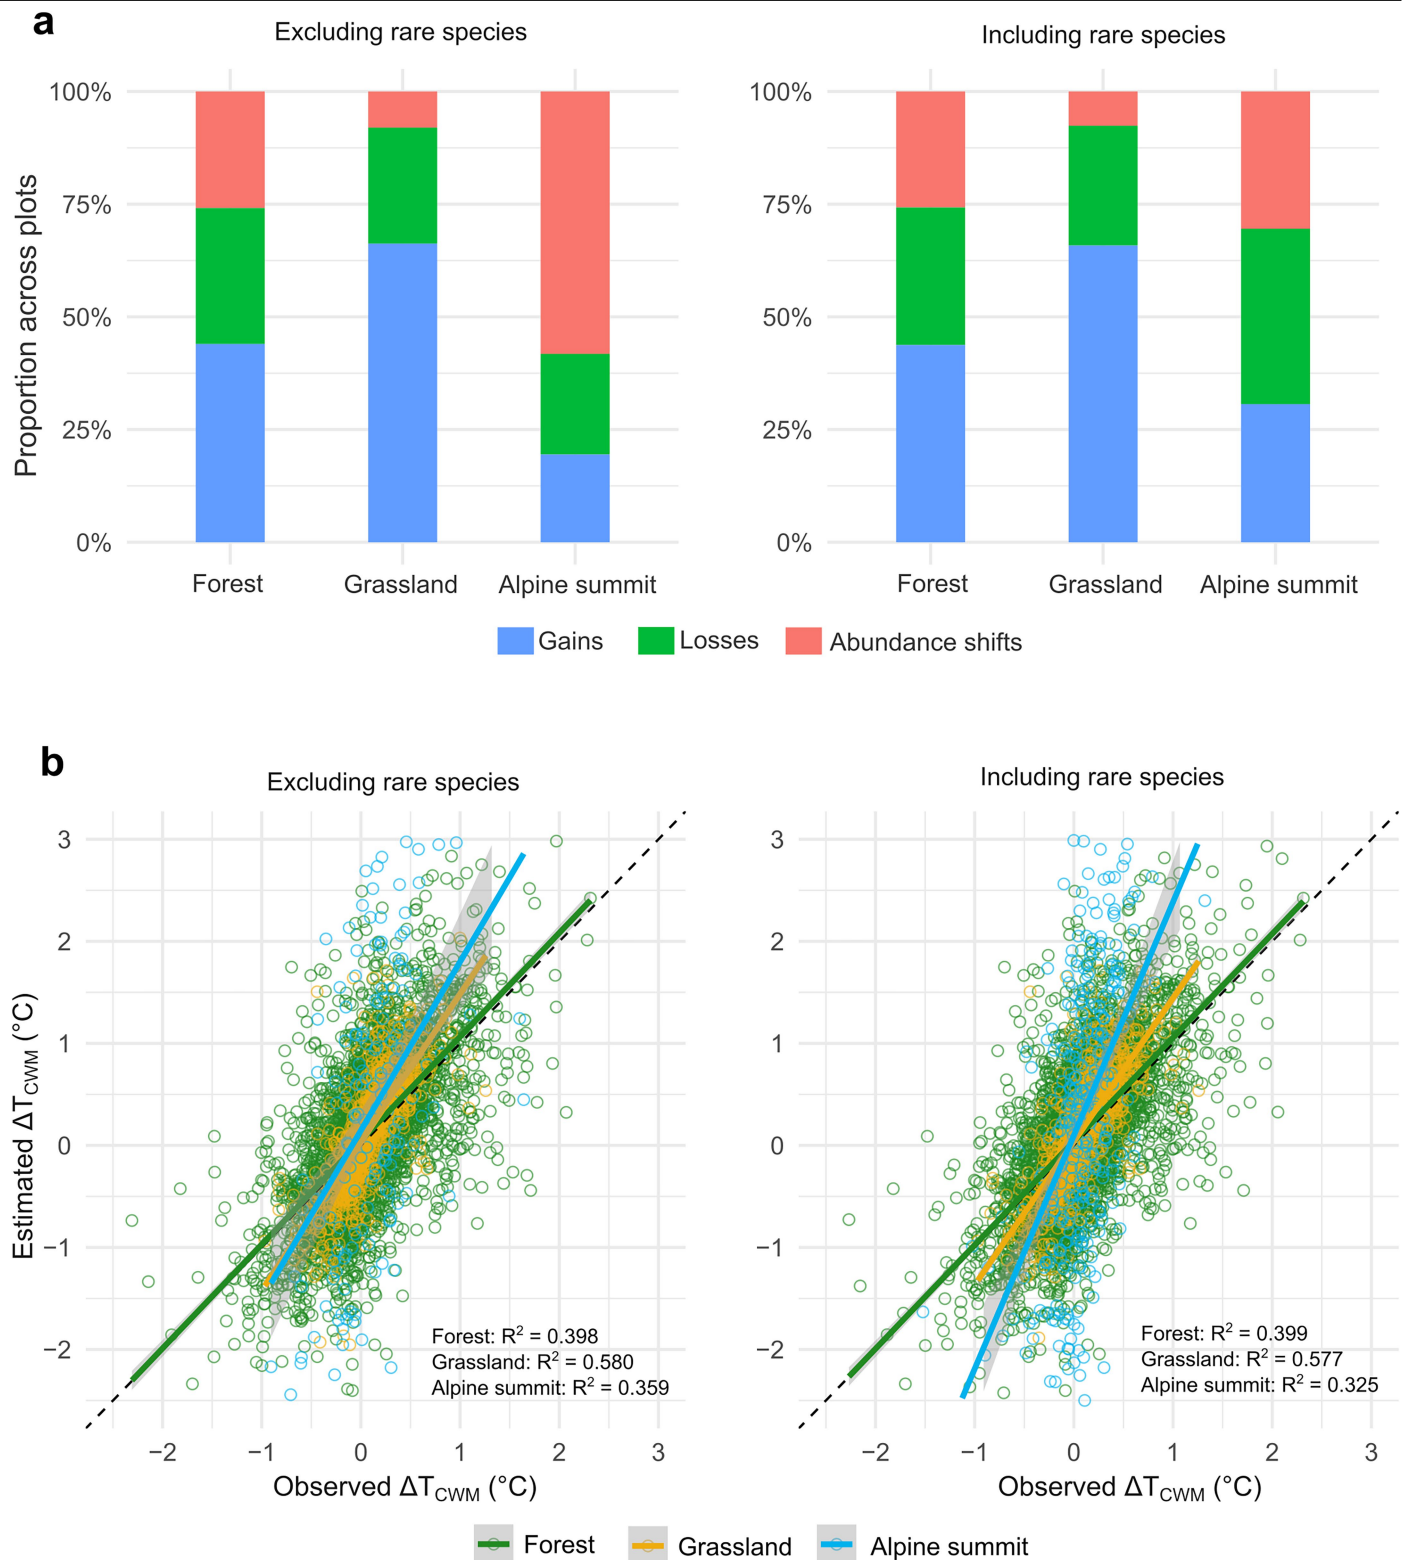 a
Excluding rare species
Including rare species
Proportion across plots
100%
75%
50%
25%
0%
Forest
Grassland
Alpine summit
100%
75%
50%
25%
0%
Forest
Grassland
Alpine summit
Gains
Losses
Abundance shifts
b
Excluding rare species
Including rare species
Estimated ΔTCWM (°C)
3
2
1
0
−1
−2
Forest: R² = 0.398
Grassland: R² = 0.580
Alpine summit: R² = 0.359
−2
−1
0
1
2
3
Observed ΔTCWM (°C)
3
2
1
0
−1
−2
Forest: R² = 0.399
Grassland: R² = 0.577
Alpine summit: R² = 0.325
−2
−1
0
1
2
3
Observed ΔTCWM (°C)
Forest
Grassland
Alpine summit